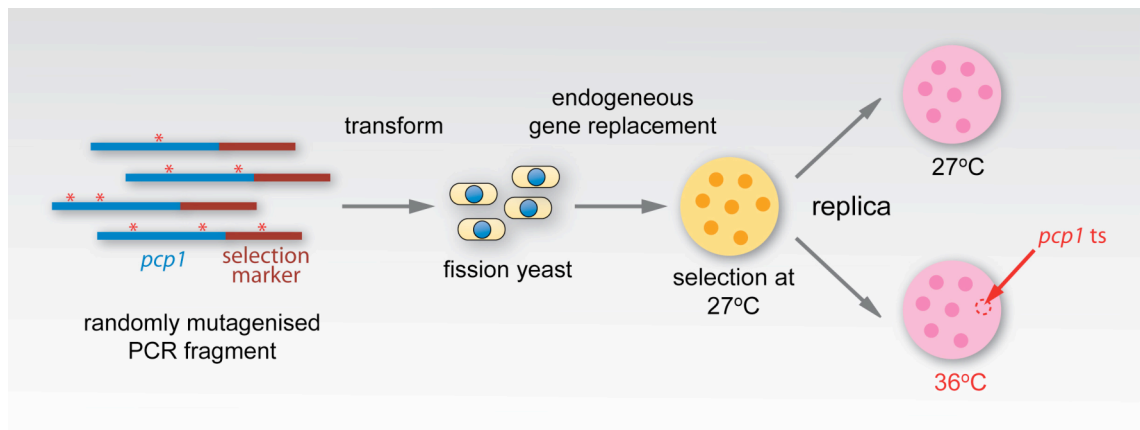 transform
endogeneous
gene replacement
27°C
replica
pcp1 ts
pcp1
selection
marker
fission yeast
selection at
27°C
randomly mutagenised
PCR fragment
36°C